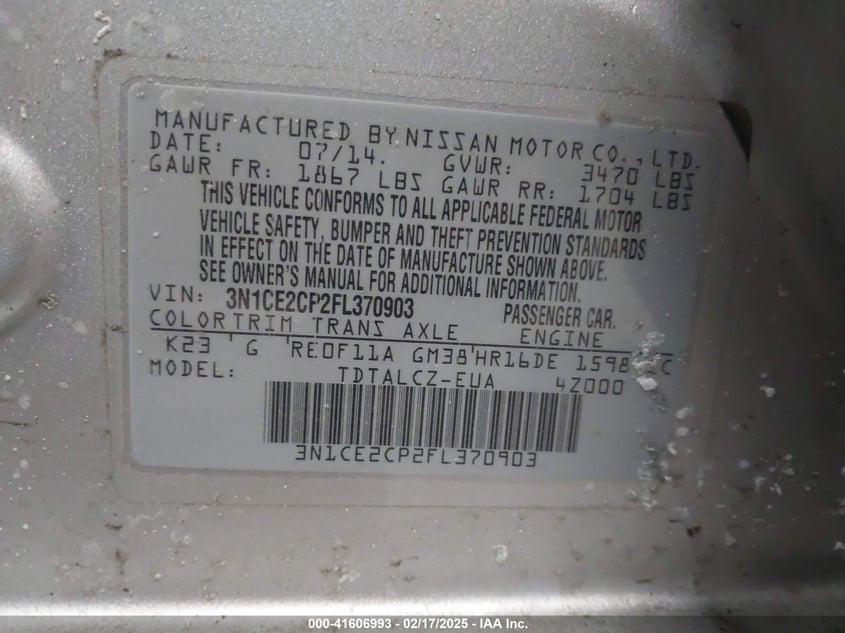 MANUFACTURED BY NISSAN MOTOR CO., LTD.
DATE: 07/14. GVWR: 3470 LBS
GAWR FR: 1867 LBS GAWR RR: 1704 LBS
THIS VEHICLE CONFORMS TO ALL APPLICABLE FEDERAL MOTOR
VEHICLE SAFETY, BUMPER AND THEFT PREVENTION STANDARDS
IN EFFECT ON THE DATE OF MANUFACTURE SHOWN ABOVE.
SEE OWNER'S MANUAL FOR ADDITIONAL INFORMATION.
VIN: 3N1CE2CP2FL370903 PASSENGER CAR.
COLORTRIM TRANS AXLE ENGINE
K23 G RE0F11A GM38 HR16DE 1598
MODEL: TDTALCZ-EUA 4Z000
3N1CE2CP2FL370903
000-41606993 — 02/17/2025 — IAA Inc.